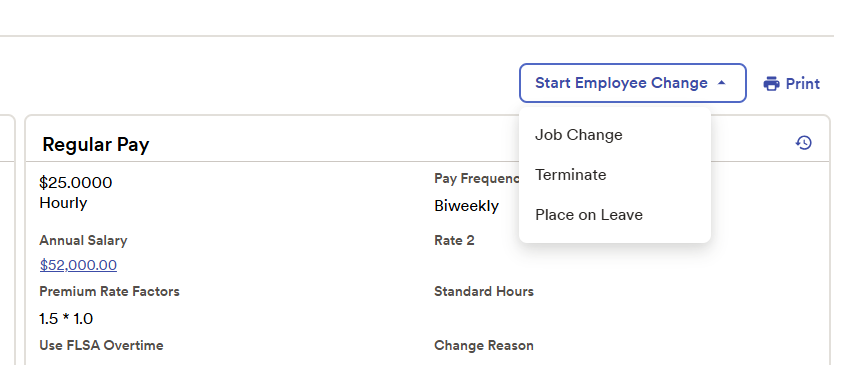 Start Employee Change
Print
Regular Pay
Job Change
Terminate
Place on Leave
$25.0000
Hourly
Pay Frequenc
Biweekly
Annual Salary
$52,000.00
Rate 2
Premium Rate Factors
1.5 * 1.0
Standard Hours
Use FLSA Overtime
Change Reason